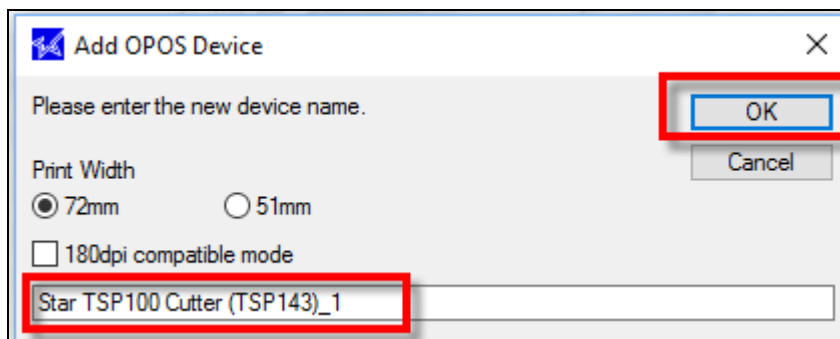 Add OPOS Device
Please enter the new device name.
OK
Cancel
Print Width
72mm 51mm
180dpi compatible mode
Star TSP100 Cutter (TSP143)_1